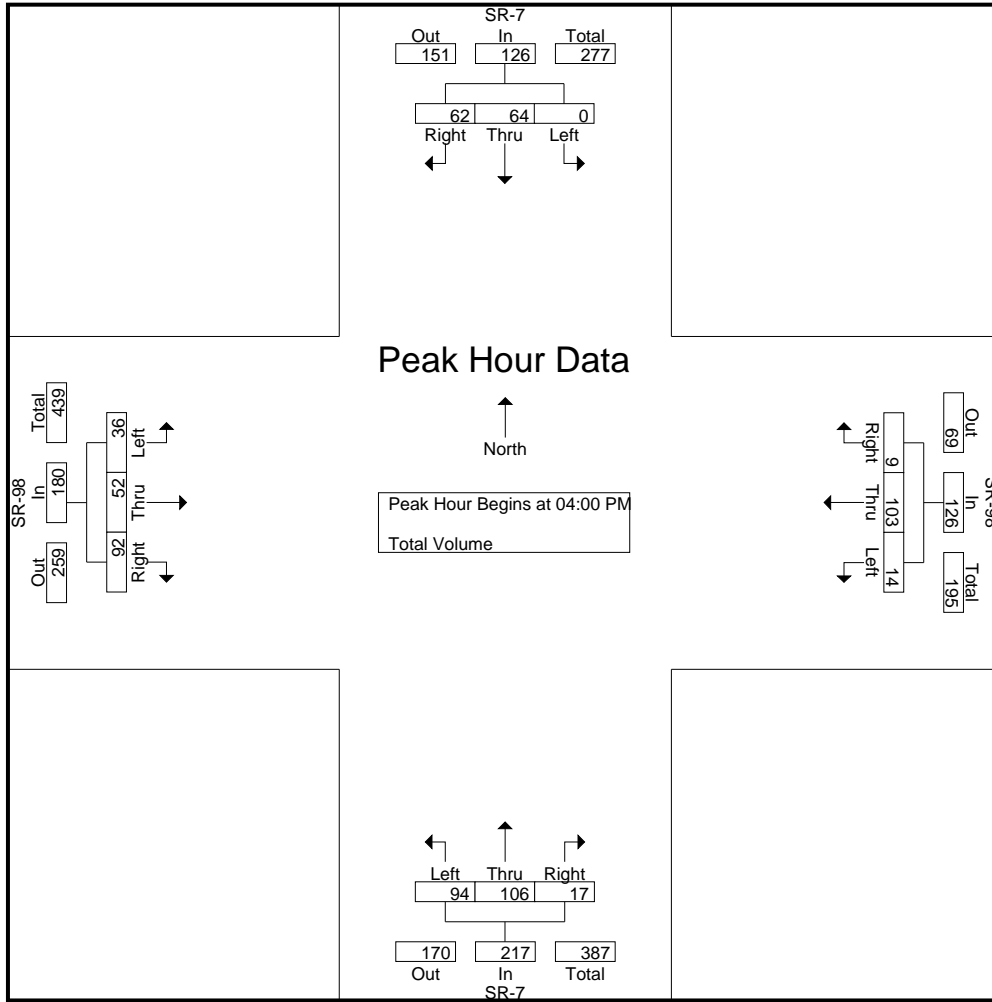 SR-7
Out In Total
151 126 277
62 64 0
Right Thru Left
Peak Hour Data
North
Peak Hour Begins at 04:00 PM
Total Volume
SR-98
Total In Out
439 180 259
36 52 92
Left Thru Right
SR-98
Out In Total
69 126 195
9 103 14
Right Thru Left
Left Thru Right
94 106 17
170 217 387
Out In Total
SR-7